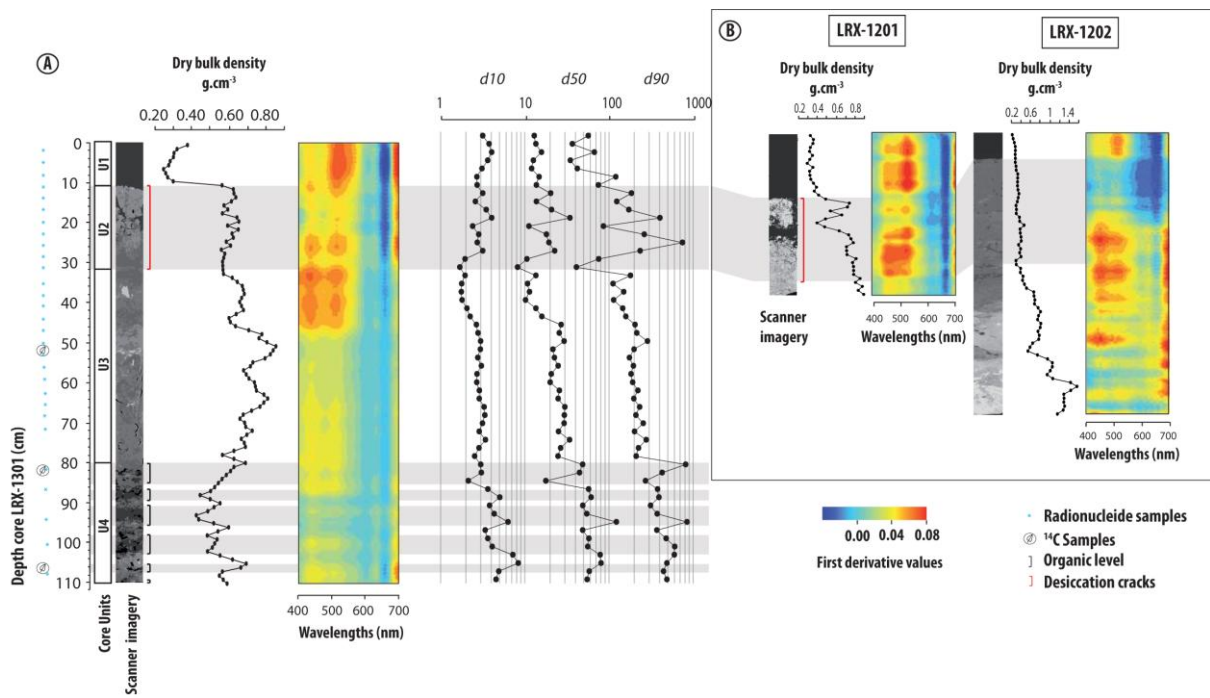 A
Dry bulk density
g.cm-3
0.20 0.40 0.60 0.80
d10 d50 d90
1 10 100 1000
0
10
20
30
40
50
60
70
80
90
100
110
Depth core LRX-1301 (cm)
U1
U2
U3
U4
Core Units
Scanner imagery
400 500 600 700
Wavelengths (nm)
B
LRX-1201
Dry bulk density
g.cm-3
0.2 0.4 0.6 0.8
Scanner imagery
400 500 600 700
Wavelengths (nm)
LRX-1202
Dry bulk density
g.cm-3
0.2 0.6 1 1.4
400 500 600 700
Wavelengths (nm)
0.00 0.04 0.08
First derivative values
Radionucleide samples
14C Samples
Organic level
Desiccation cracks